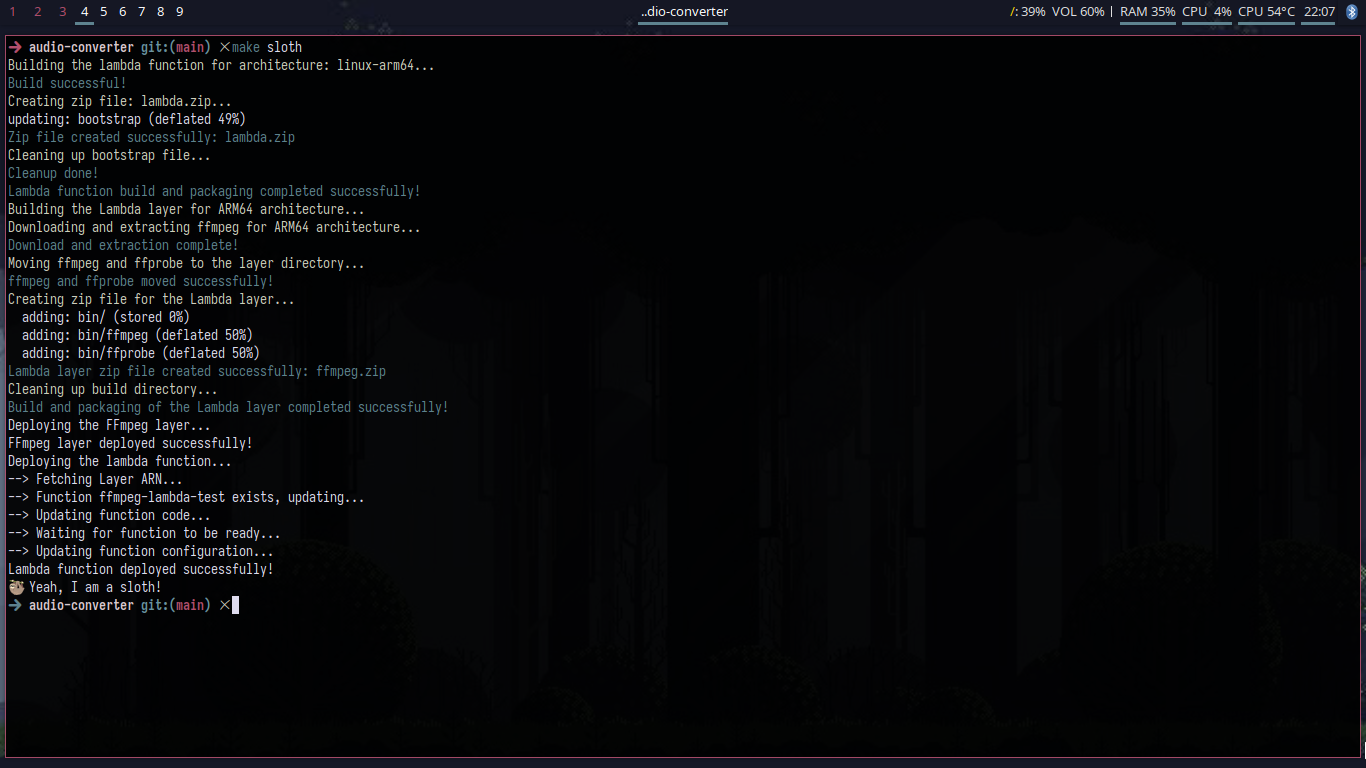 1 2 3 4 5 6 7 8 9 ..dio-converter /: 39% VOL 60% | RAM 35% CPU 4% CPU 54°C 22:07
➜ audio-converter git:(main) ✗make sloth
Building the lambda function for architecture: linux-arm64...
Build successful!
Creating zip file: lambda.zip...
updating: bootstrap (deflated 49%)
Zip file created successfully: lambda.zip
Cleaning up bootstrap file...
Cleanup done!
Lambda function build and packaging completed successfully!
Building the Lambda layer for ARM64 architecture...
Downloading and extracting ffmpeg for ARM64 architecture...
Download and extraction complete!
Moving ffmpeg and ffprobe to the layer directory...
ffmpeg and ffprobe moved successfully!
Creating zip file for the Lambda layer...
  adding: bin/ (stored 0%)
  adding: bin/ffmpeg (deflated 50%)
  adding: bin/ffprobe (deflated 50%)
Lambda layer zip file created successfully: ffmpeg.zip
Cleaning up build directory...
Build and packaging of the Lambda layer completed successfully!
Deploying the FFmpeg layer...
FFmpeg layer deployed successfully!
Deploying the lambda function...
--> Fetching Layer ARN...
--> Function ffmpeg-lambda-test exists, updating...
--> Updating function code...
--> Waiting for function to be ready...
--> Updating function configuration...
Lambda function deployed successfully!
🦥 Yeah, I am a sloth!
➜ audio-converter git:(main) ✗